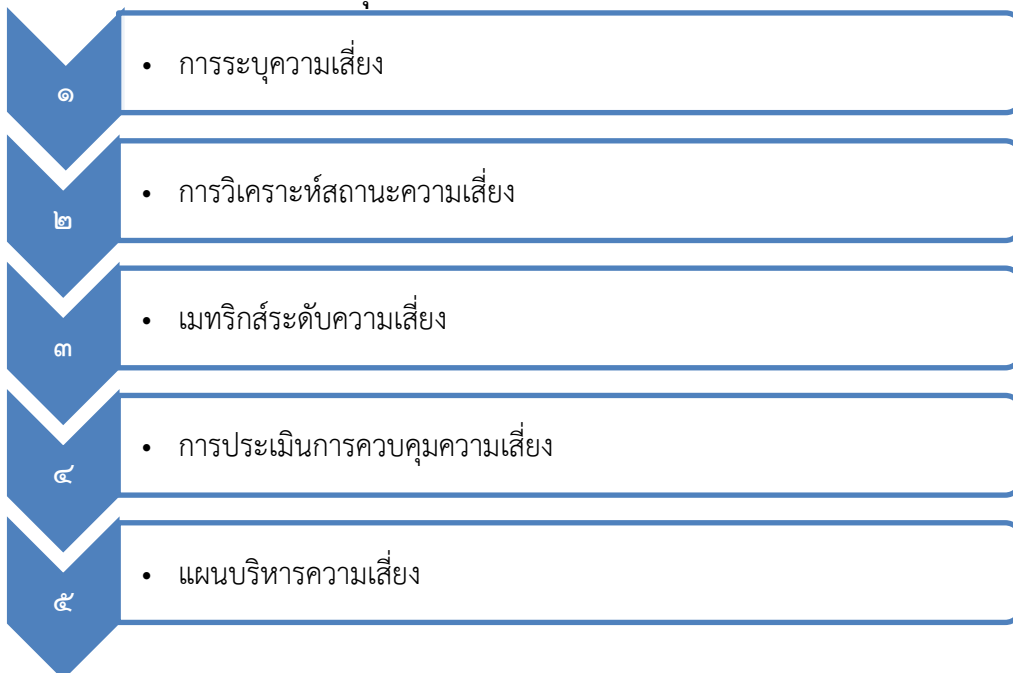 ๑
• การระบุความเสี่ยง
๒
• การวิเคราะห์สถานะความเสี่ยง
๓
• เมทริกส์ระดับความเสี่ยง
๔
• การประเมินการควบคุมความเสี่ยง
๕
• แผนบริหารความเสี่ยง